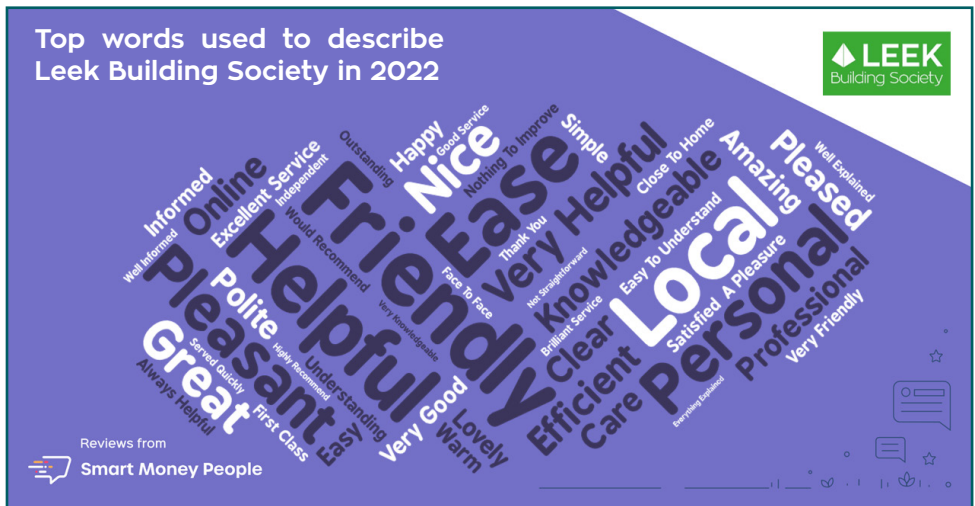 Top words used to describe
Leek Building Society in 2022
LEEK
Building Society
Informed
Online
Excellent Service
Independent
Outstanding
Happy
Good Service
Nice
Nothing To Improve
Simple
Close To Home
Amazing
Pleased
Well Explained
Well Informed
Pleasant
Helpful
Would Recommend
Friendly
Ease
Very Helpful
Knowledgeable
Thank You
Face To Face
Not Straightforward
Easy To Understand
Local
Satisfied
A Pleasure
Personal
Professional
Very Friendly
Polite
Very Knowledgeable
Brilliant Service
Clear
Great
Served Quickly
Highly Recommend
Understanding
Always Helpful
First Class
Easy
Very Good
Lovely
Warm
Efficient
Care
Everything Explained
Reviews from
Smart Money People